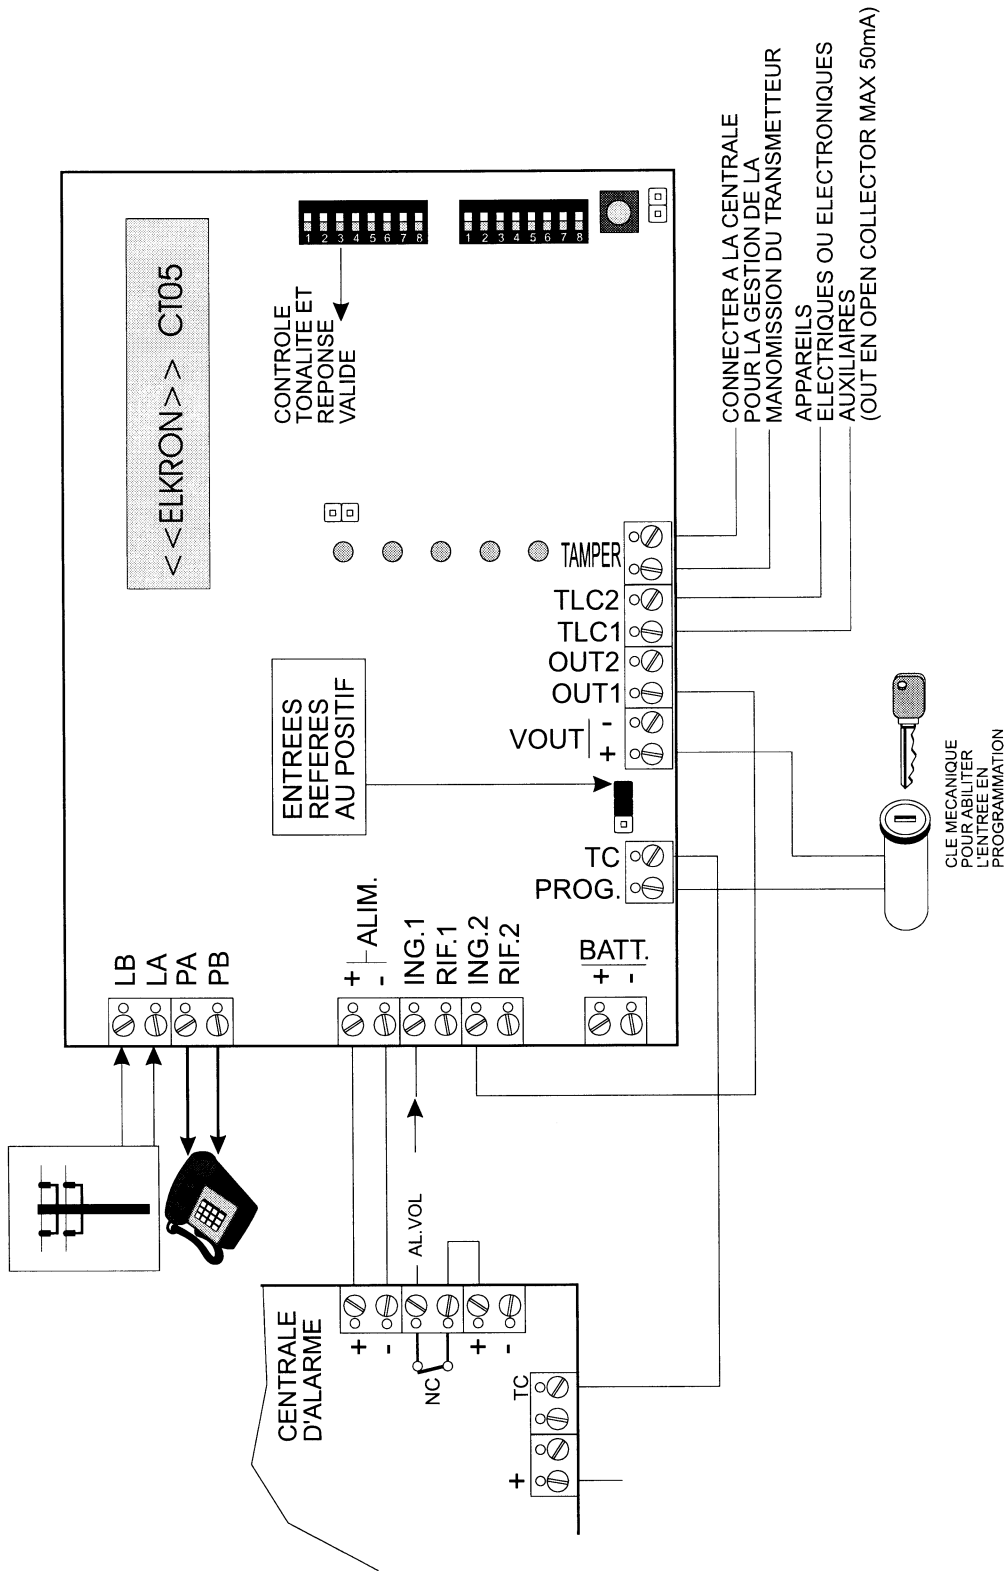 <<ELKRON>> CT05
CONTROLE
TONALITE ET
REPONSE
VALIDE
1 2 3 4 5 6 7 8
1 2 3 4 5 6 7 8
ENTREES
REFERES
AU POSITIF
LB
LA
PA
PB
+
-
ALIM.
ING.1
RIF.1
ING.2
RIF.2
BATT.
+
-
PROG.
TC
VOUT
+
-
OUT1
OUT2
TLC1
TLC2
TAMPER
CONNECTER A LA CENTRALE
POUR LA GESTION DE LA
MANOMISSION DU TRANSMETTEUR
APPAREILS
ELECTRIQUES OU ELECTRONIQUES
AUXILIAIRES
(OUT EN OPEN COLLECTOR MAX 50mA)
CLE MECANIQUE
POUR ABILITER
L'ENTREE EN
PROGRAMMATION
AL.VOL
CENTRALE
D'ALARME
+
-
NC
+
-
TC
+